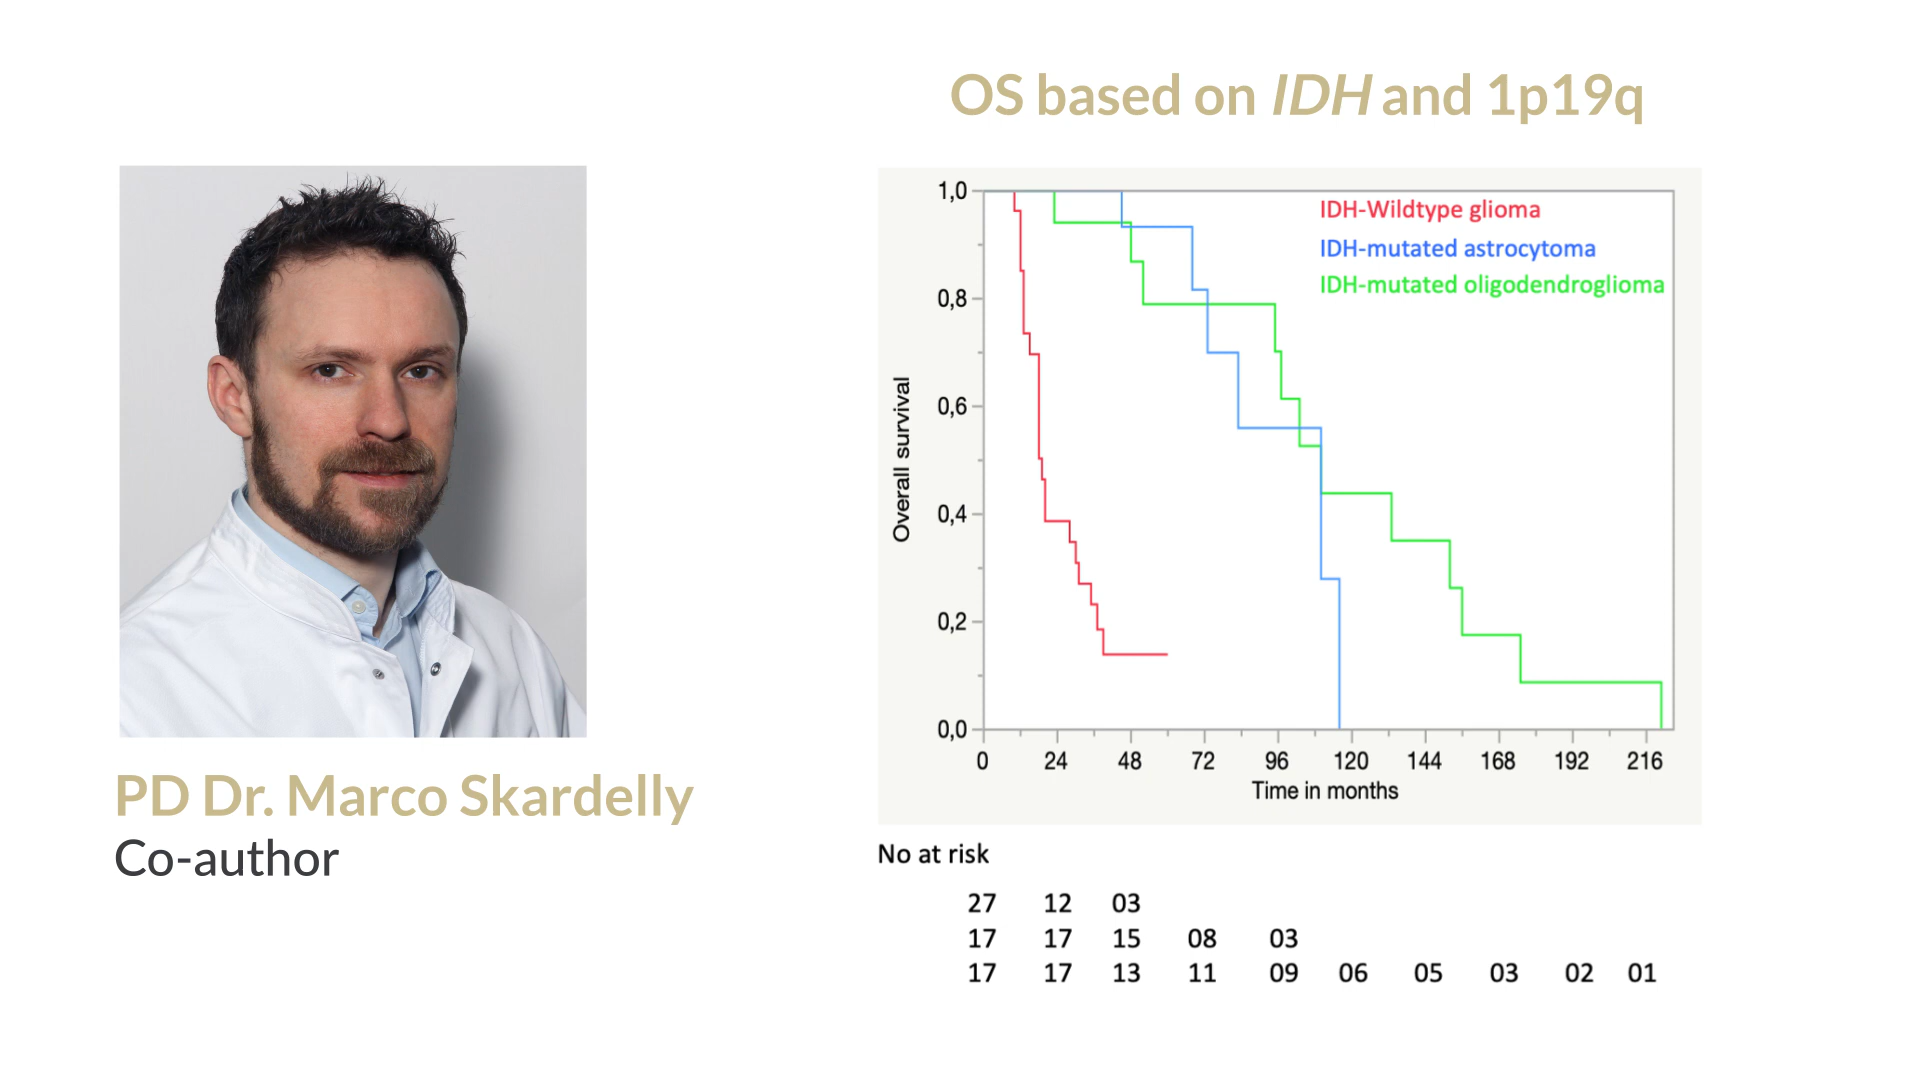 OS based on IDH and 1p19q
1,0
0,8
0,6
0,4
0,2
0,0
Overall survival
IDH-Wildtype glioma
IDH-mutated astrocytoma
IDH-mutated oligodendroglioma
0 24 48 72 96 120 144 168 192 216
Time in months
PD Dr. Marco Skardelly
Co-author
No at risk
27 12 03
17 17 15 08 03
17 17 13 11 09 06 05 03 02 01